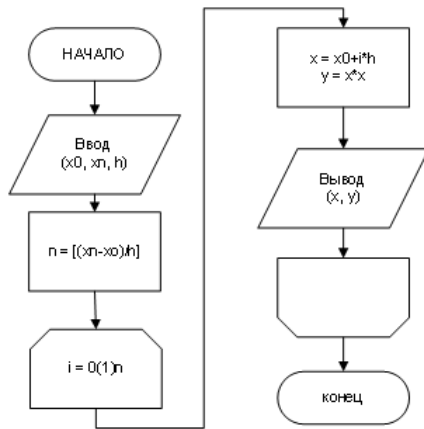 НАЧАЛО
Ввод
(x0, xn, h)
n = [(xn-xo)/h]
i = 0(1)n
x = x0+i*h
y = x*x
Вывод
(x, y)
конец